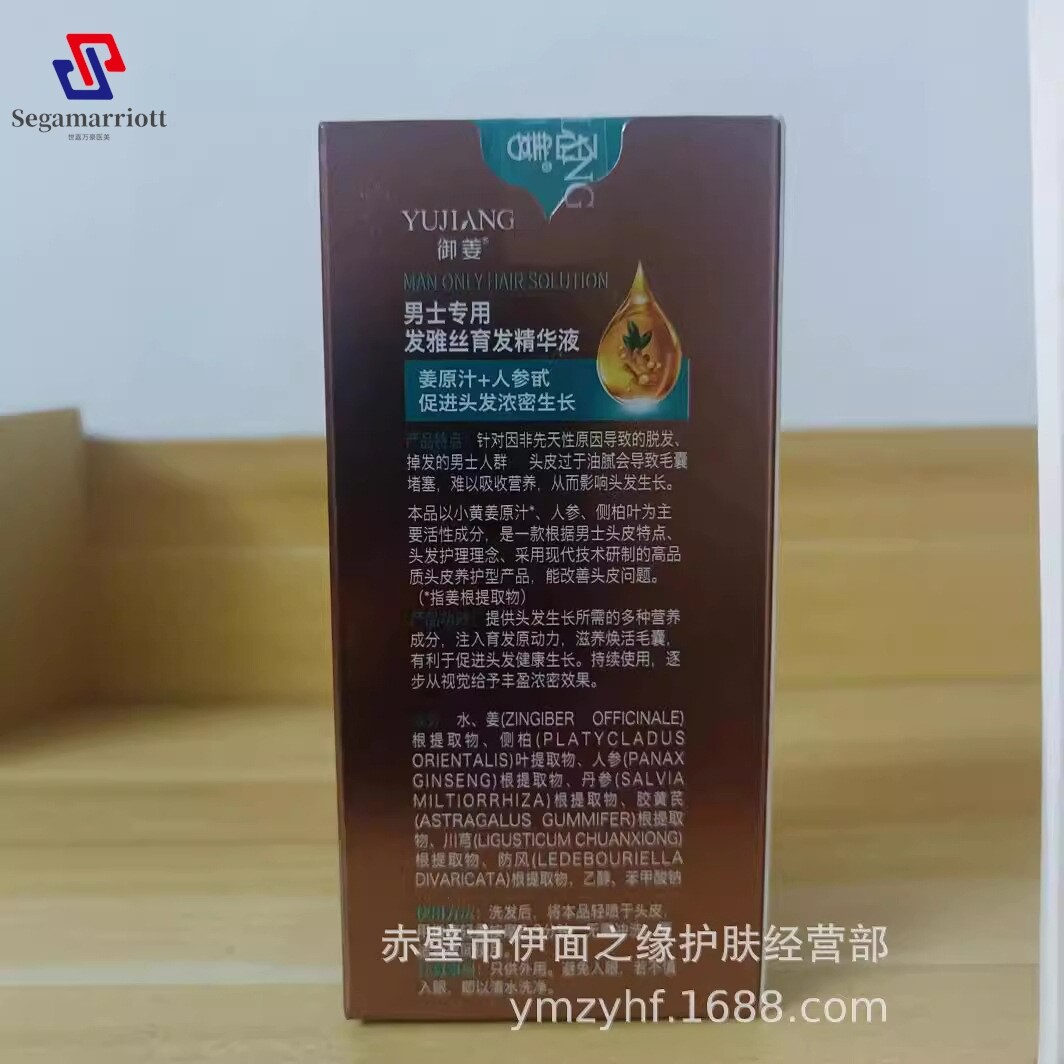 Segamarriott
世嘉万豪医美
YUJIANG
御姜®
MAN ONLY HAIR SOLUTION
男士专用
发雅丝育发精华液
姜原汁+人参甙
促进头发浓密生长
产品特点：针对因非先天性原因导致的脱发、
掉发的男士人群 头皮过于油腻会导致毛囊
堵塞，难以吸收营养，从而影响头发生长。
本品以小黄姜原汁*、人参、侧柏叶为主
要活性成分，是一款根据男士头皮特点、
头发护理理念、采用现代技术研制的高品
质头皮养护型产品，能改善头皮问题。
（*指姜根提取物）
产品功效：提供头发生长所需的多种营养
成分，注入育发原动力，滋养焕活毛囊，
有利于促进头发健康生长。持续使用，逐
步从视觉给予丰盈浓密效果。
水、姜(ZINGIBER OFFICINALE)
根提取物、侧柏(PLATYCLADUS
ORIENTALIS)叶提取物、人参(PANAX
GINSENG)根提取物、丹参(SALVIA
MILTIORRHIZA)根提取物、胶黄芪
(ASTRAGALUS GUMMIFER)根提取
物、川芎(LIGUSTICUM CHUANXIONG)
根提取物、防风(LEDEBOURIELLA
DIVARICATA)根提取物，乙醇、苯甲酸钠
使用方法：洗发后，将本品轻喷于头皮，
赤壁市伊面之缘护肤经营部
只供外用。避免入眼，若不慎
入眼，即以清水洗净。
ymzyhf.1688.com